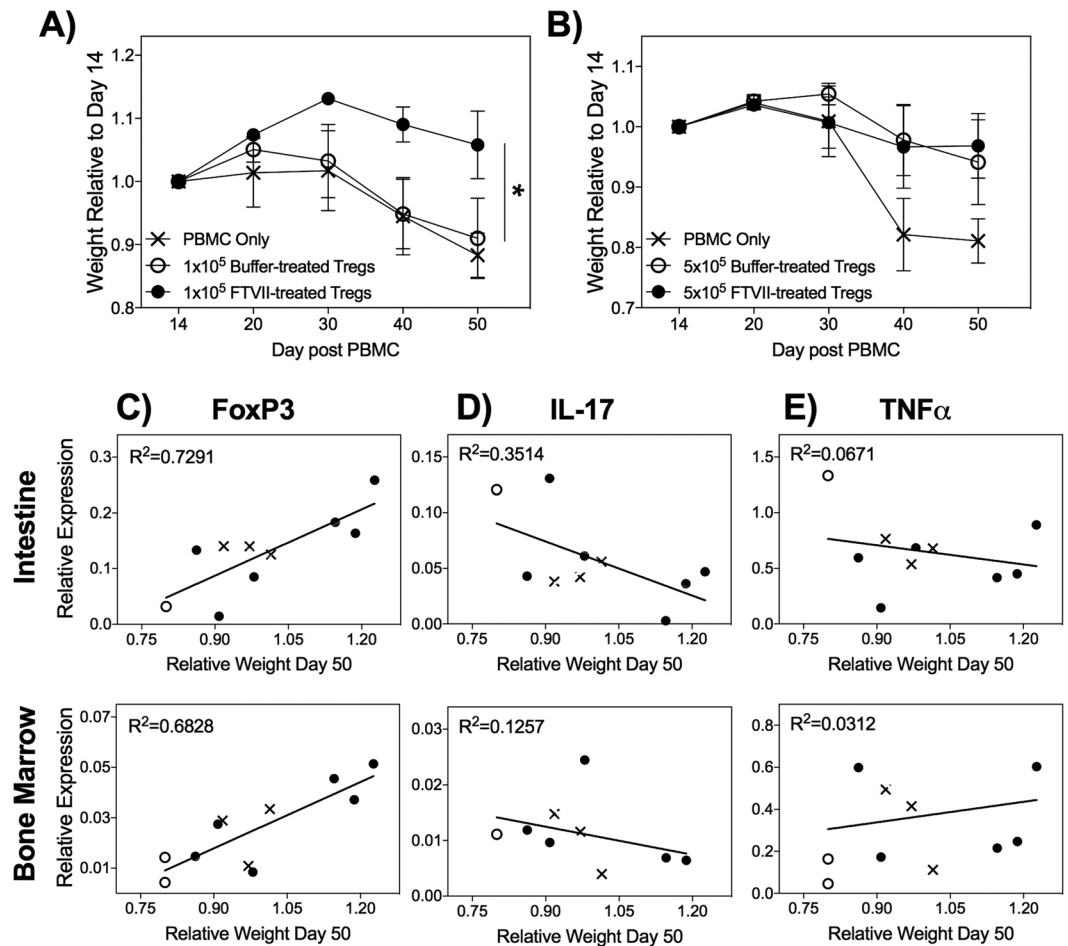 A)
Weight Relative to Day 14
1.2
1.1
1.0
0.9
0.8
*
PBMC Only
1x10⁵ Buffer-treated Tregs
1x10⁵ FTVII-treated Tregs
14 20 30 40 50
Day post PBMC
B)
Weight Relative to Day 14
1.1
1.0
0.9
0.8
0.7
PBMC Only
5x10⁵ Buffer-treated Tregs
5x10⁵ FTVII-treated Tregs
14 20 30 40 50
Day post PBMC
C) FoxP3
D) IL-17
E) TNFα
Intestine
Relative Expression
R²=0.7291
0.3
0.2
0.1
0.0
0.75 0.90 1.05 1.20
Relative Weight Day 50
R²=0.3514
0.15
0.10
0.05
0.00
0.75 0.90 1.05 1.20
Relative Weight Day 50
R²=0.0671
1.5
1.0
0.5
0.0
0.75 0.90 1.05 1.20
Relative Weight Day 50
Bone Marrow
Relative Expression
R²=0.6828
0.07
0.05
0.03
0.01
0.75 0.90 1.05 1.20
Relative Weight Day 50
R²=0.1257
0.03
0.02
0.01
0.00
0.75 0.90 1.05 1.20
Relative Weight Day 50
R²=0.0312
0.8
0.6
0.4
0.2
0.0
0.75 0.90 1.05 1.20
Relative Weight Day 50